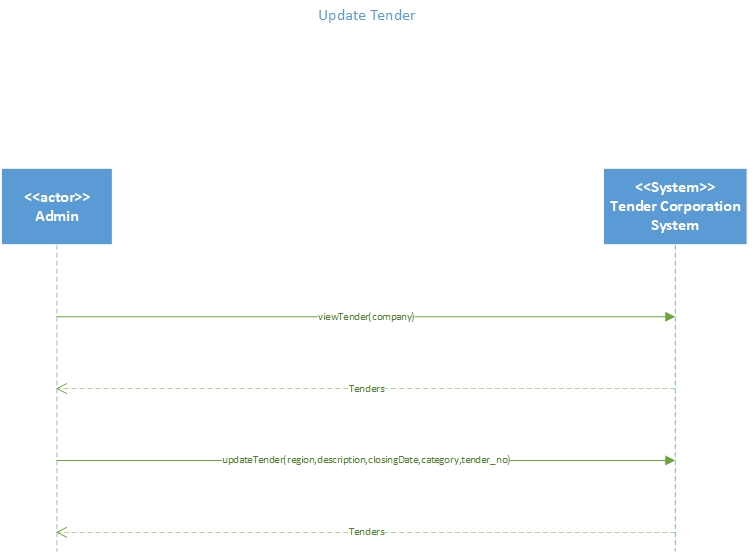 Update Tender
<<actor>>
Admin
<<System>>
Tender Corporation
System
viewTender(company)
Tenders
updateTender(region,description,closingDate,category,tender_no)
Tenders